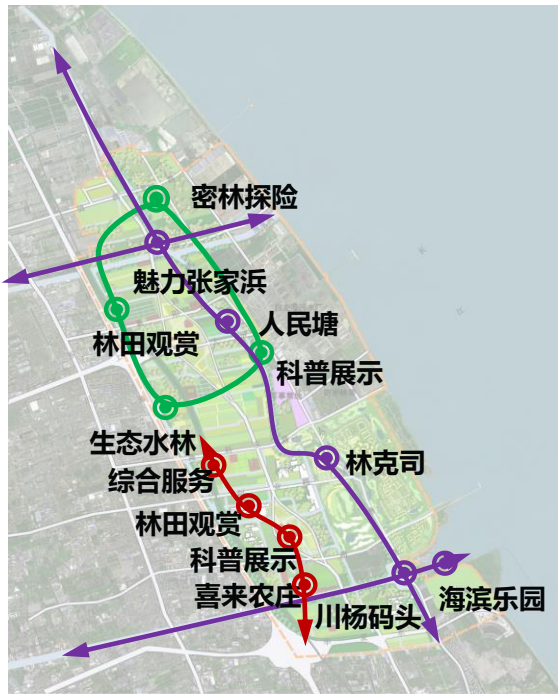 密林探险
魅力张家浜
人民塘
林田观赏
科普展示
生态水林
林克司
综合服务
林田观赏
科普展示
喜来农庄
海滨乐园
川杨码头